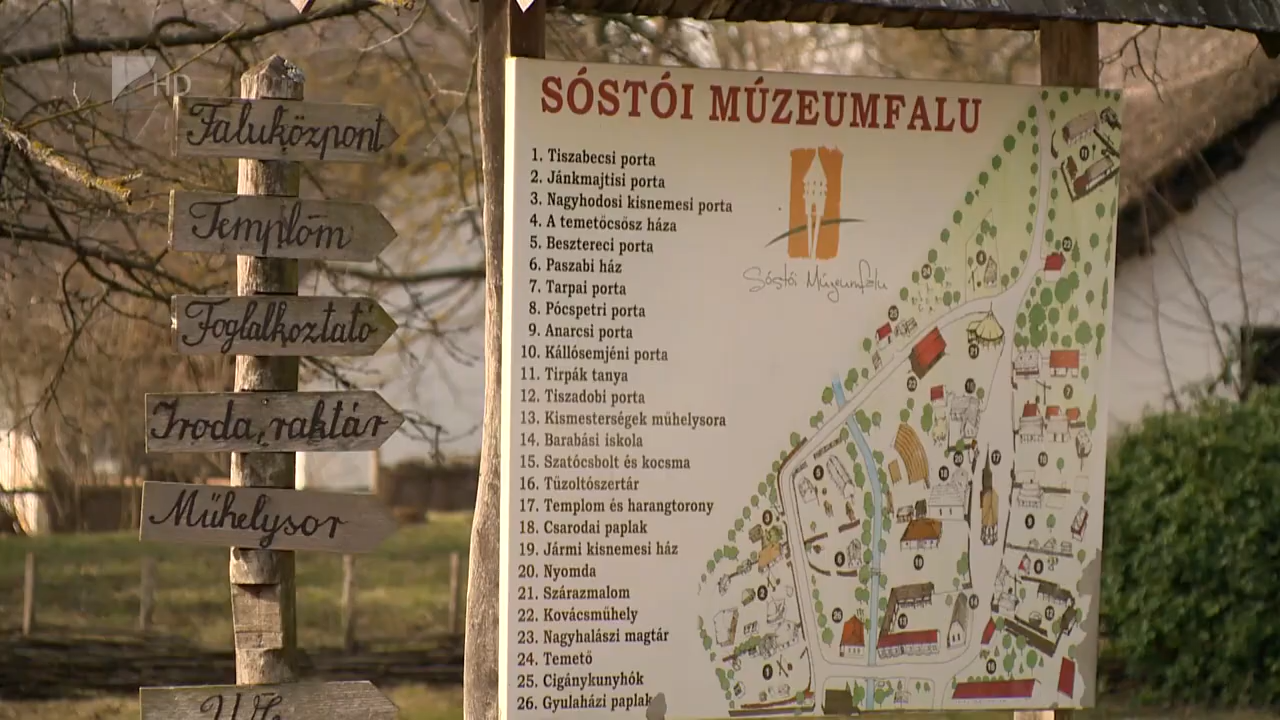 HD
Faluközpont
Templom
Foglalkoztató
Iroda, raktár
Műhelysor
SÓSTÓI MÚZEUMFALU
1. Tiszabecsi porta
2. Jánkmajtisi porta
3. Nagyhodosi kisnemesi porta
4. A temetőcsősz háza
5. Besztereci porta
6. Paszabi ház
7. Tarpai porta
8. Pócspetri porta
9. Anarcsi porta
10. Kállósemjéni porta
11. Tirpák tanya
12. Tiszadobi porta
13. Kismesterségek műhelysora
14. Barabási iskola
15. Szatócsbolt és kocsma
16. Tűzoltószertár
17. Templom és harangtorony
18. Csarodai paplak
19. Jármi kisnemesi ház
20. Nyomda
21. Szárazmalom
22. Kovácsműhely
23. Nagyhalászi magtár
24. Temető
25. Cigánykunyhók
26. Gyulaházi paplak
Sóstói Múzeumfalu